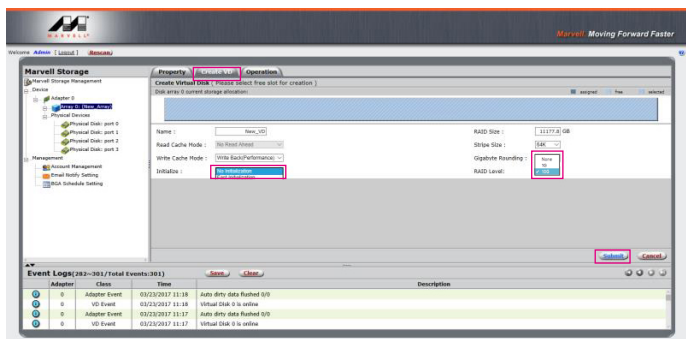 MARVELL
Marvell. Moving Forward Faster
Welcome Admin [ Logout ] (Rescan)
Marvell Storage
Marvell Storage Management
Device
Adapter 0
Array 0: [New_Array]
Physical Devices
Physical Disk: port 0
Physical Disk: port 1
Physical Disk: port 2
Physical Disk: port 3
Management
Account Management
Email Notify Setting
BGA Schedule Setting
Property
Create VD
Operation
Create Virtual Disk [ Please select free slot for creation ]
Disk array 0 current storage allocation:
assigned free selected
Name : New_VD
Read Cache Mode : No Read Ahead
Write Cache Mode : Write Back(Performance)
Initialize : No Initialization
RAID Size : 11177.8 GB
Stripe Size : 64K
Gigabyte Rounding : None
1G
RAID Level: 10G
Submit Cancel
Event Logs(282~301/Total Events:301) Save Clear
Adapter Class Time Description
0 Adapter Event 03/23/2017 11:18 Auto dirty data flushed 0/0
0 VD Event 03/23/2017 11:18 Virtual Disk 0 is online
0 Adapter Event 03/23/2017 11:17 Auto dirty data flushed 0/0
0 VD Event 03/23/2017 11:17 Virtual Disk 0 is online